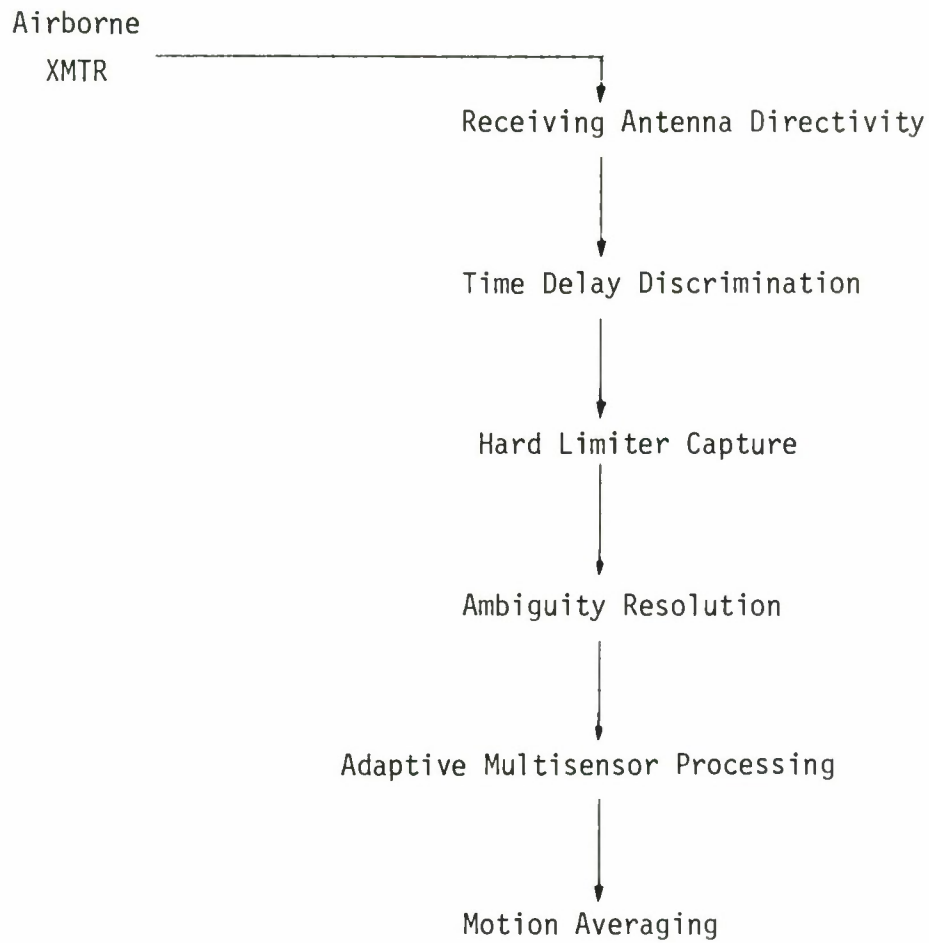 Airborne
XMTR
Receiving Antenna Directivity
Time Delay Discrimination
Hard Limiter Capture
Ambiguity Resolution
Adaptive Multisensor Processing
Motion Averaging